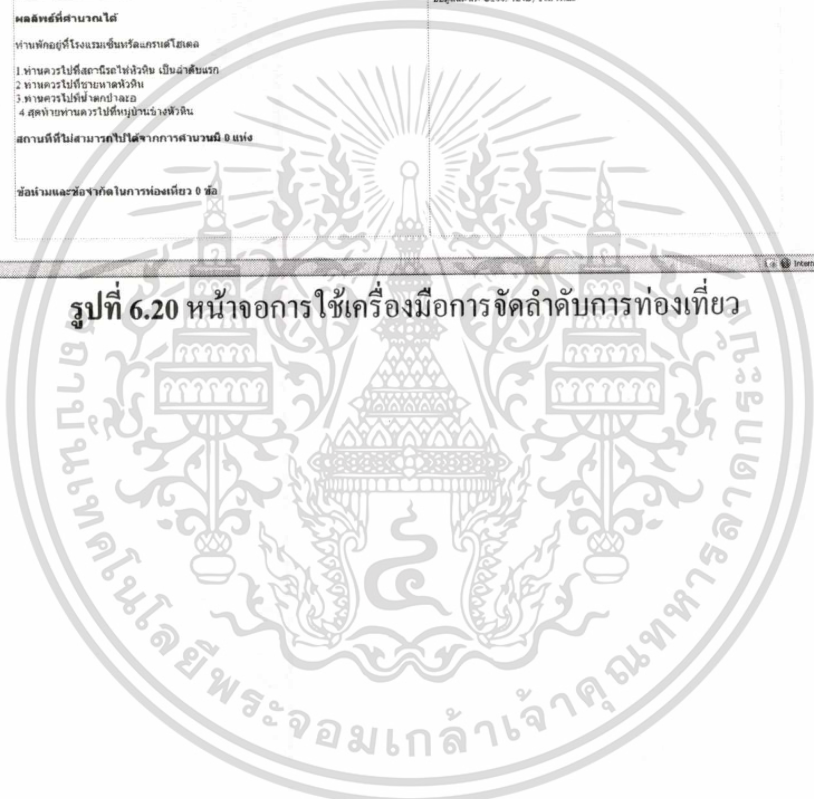 ผลลัพธ์ที่คำนวณได้
ท่านพักอยู่ที่โรงแรมเซ็นทรัลแกรนด์โฮเตล
1.ท่านควรไปที่สถานีรถไฟหัวหิน เป็นลำดับแรก
2 ท่านควรไปที่ชายหาดหัวหิน
3.ท่านควรไปที่น้ำตกป่าละอู
4 สุดท้ายท่านควรไปที่หมู่บ้านช้างหัวหิน
สถานที่ที่ไม่สามารถไปได้จากการคำนวนมี 0 แห่ง
ข้อห้ามและข้อจำกัดในการท่องเที่ยว 0 ข้อ
Intern
รูปที่ 6.20 หน้าจอการใช้เครื่องมือการจัดลำดับการท่องเที่ยว
สถาบันเทคโนโลยีพระจอมเกล้าเจ้าคุณทหารลาดกระบัง